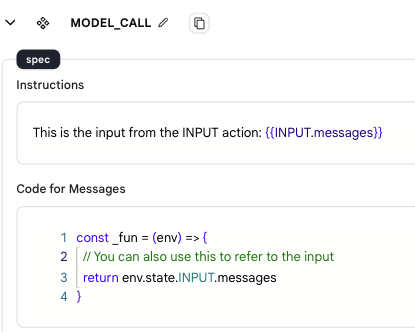 MODEL_CALL
spec
Instructions
This is the input from the INPUT action: {{INPUT.messages}}
Code for Messages
1 const _fun = (env) => {
2 // You can also use this to refer to the input
3 return env.state.INPUT.messages
4 }